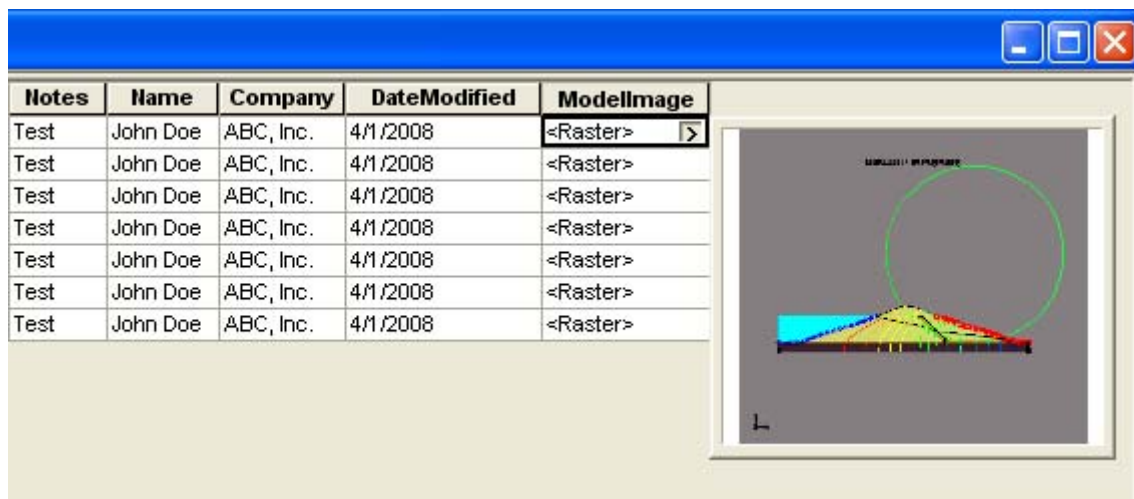 Notes Name Company DateModified ModelImage
Test John Doe ABC, Inc. 4/1/2008 <Raster>
Test John Doe ABC, Inc. 4/1/2008 <Raster>
Test John Doe ABC, Inc. 4/1/2008 <Raster>
Test John Doe ABC, Inc. 4/1/2008 <Raster>
Test John Doe ABC, Inc. 4/1/2008 <Raster>
Test John Doe ABC, Inc. 4/1/2008 <Raster>
Test John Doe ABC, Inc. 4/1/2008 <Raster>